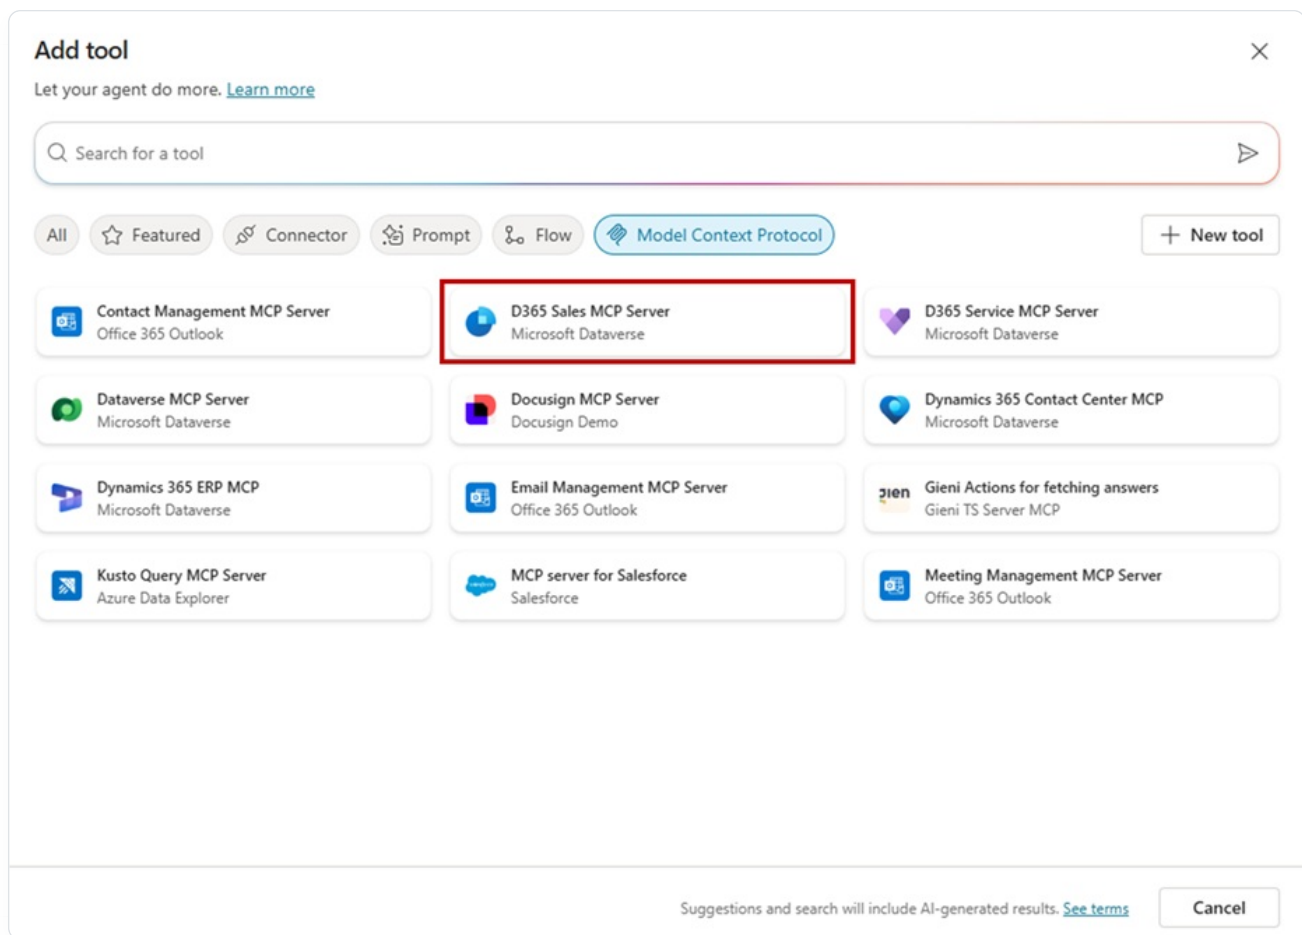 Add tool
Let your agent do more. Learn more
Search for a tool
All Featured Connector Prompt Flow Model Context Protocol New tool
Contact Management MCP Server
Office 365 Outlook
D365 Sales MCP Server
Microsoft Dataverse
D365 Service MCP Server
Microsoft Dataverse
Dataverse MCP Server
Microsoft Dataverse
Docusign MCP Server
Docusign Demo
Dynamics 365 Contact Center MCP
Microsoft Dataverse
Dynamics 365 ERP MCP
Microsoft Dataverse
Email Management MCP Server
Office 365 Outlook
Gieni Actions for fetching answers
Gieni TS Server MCP
Kusto Query MCP Server
Azure Data Explorer
MCP server for Salesforce
Salesforce
Meeting Management MCP Server
Office 365 Outlook
Suggestions and search will include AI-generated results. See terms
Cancel